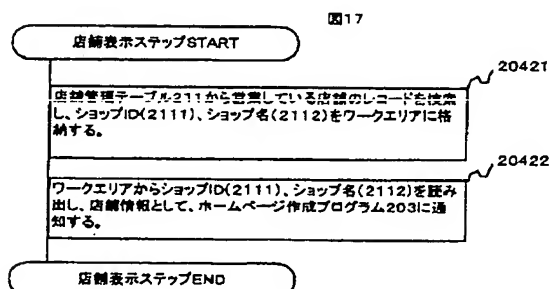 図17
店舗表示ステップSTART
20421
店舗管理テーブル211から営業している店舗のレコードを検索
し、ショップID(2111)、ショップ名(2112)をワークエリアに格
納する。
20422
ワークエリアからショップID(2111)、ショップ名(2112)を読み
出し、店舗情報として、ホームページ作成プログラム203に通
知する。
店舗表示ステップEND